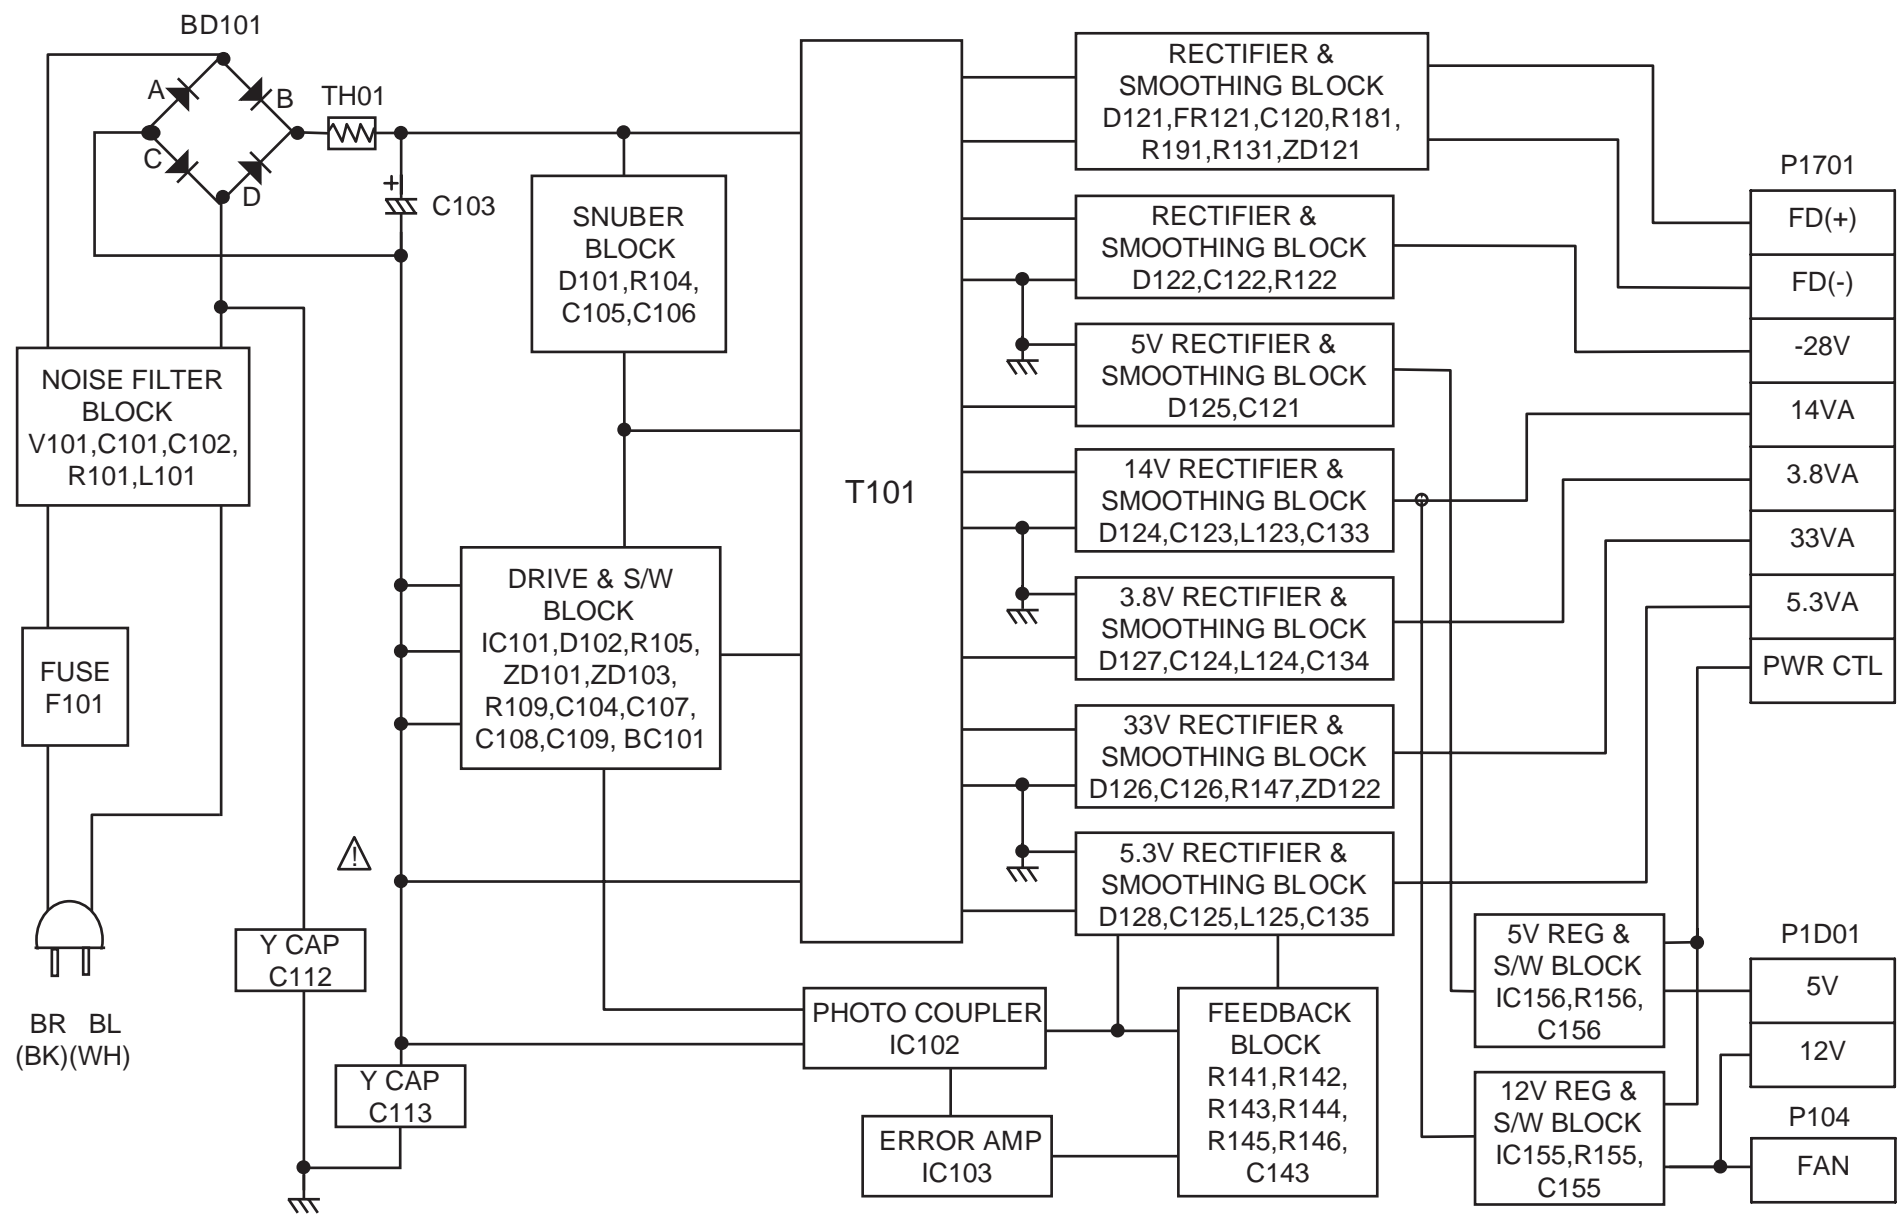 BD101
A
B
C
D
TH01
+
C103
NOISE FILTER
BLOCK
V101,C101,C102,
R101,L101
FUSE
F101
BR BL
(BK)(WH)
!
Y CAP
C112
Y CAP
C113
SNUBER
BLOCK
D101,R104,
C105,C106
DRIVE & S/W
BLOCK
IC101,D102,R105,
ZD101,ZD103,
R109,C104,C107,
C108,C109, BC101
T101
PHOTO COUPLER
IC102
ERROR AMP
IC103
RECTIFIER &
SMOOTHING BLOCK
D121,FR121,C120,R181,
R191,R131,ZD121
RECTIFIER &
SMOOTHING BLOCK
D122,C122,R122
5V RECTIFIER &
SMOOTHING BLOCK
D125,C121
14V RECTIFIER &
SMOOTHING BLOCK
D124,C123,L123,C133
3.8V RECTIFIER &
SMOOTHING BLOCK
D127,C124,L124,C134
33V RECTIFIER &
SMOOTHING BLOCK
D126,C126,R147,ZD122
5.3V RECTIFIER &
SMOOTHING BLOCK
D128,C125,L125,C135
FEEDBACK
BLOCK
R141,R142,
R143,R144,
R145,R146,
C143
5V REG &
S/W BLOCK
IC156,R156,
C156
12V REG &
S/W BLOCK
IC155,R155,
C155
P1701
FD(+)
FD(-)
-28V
14VA
3.8VA
33VA
5.3VA
PWR CTL
P1D01
5V
12V
P104
FAN